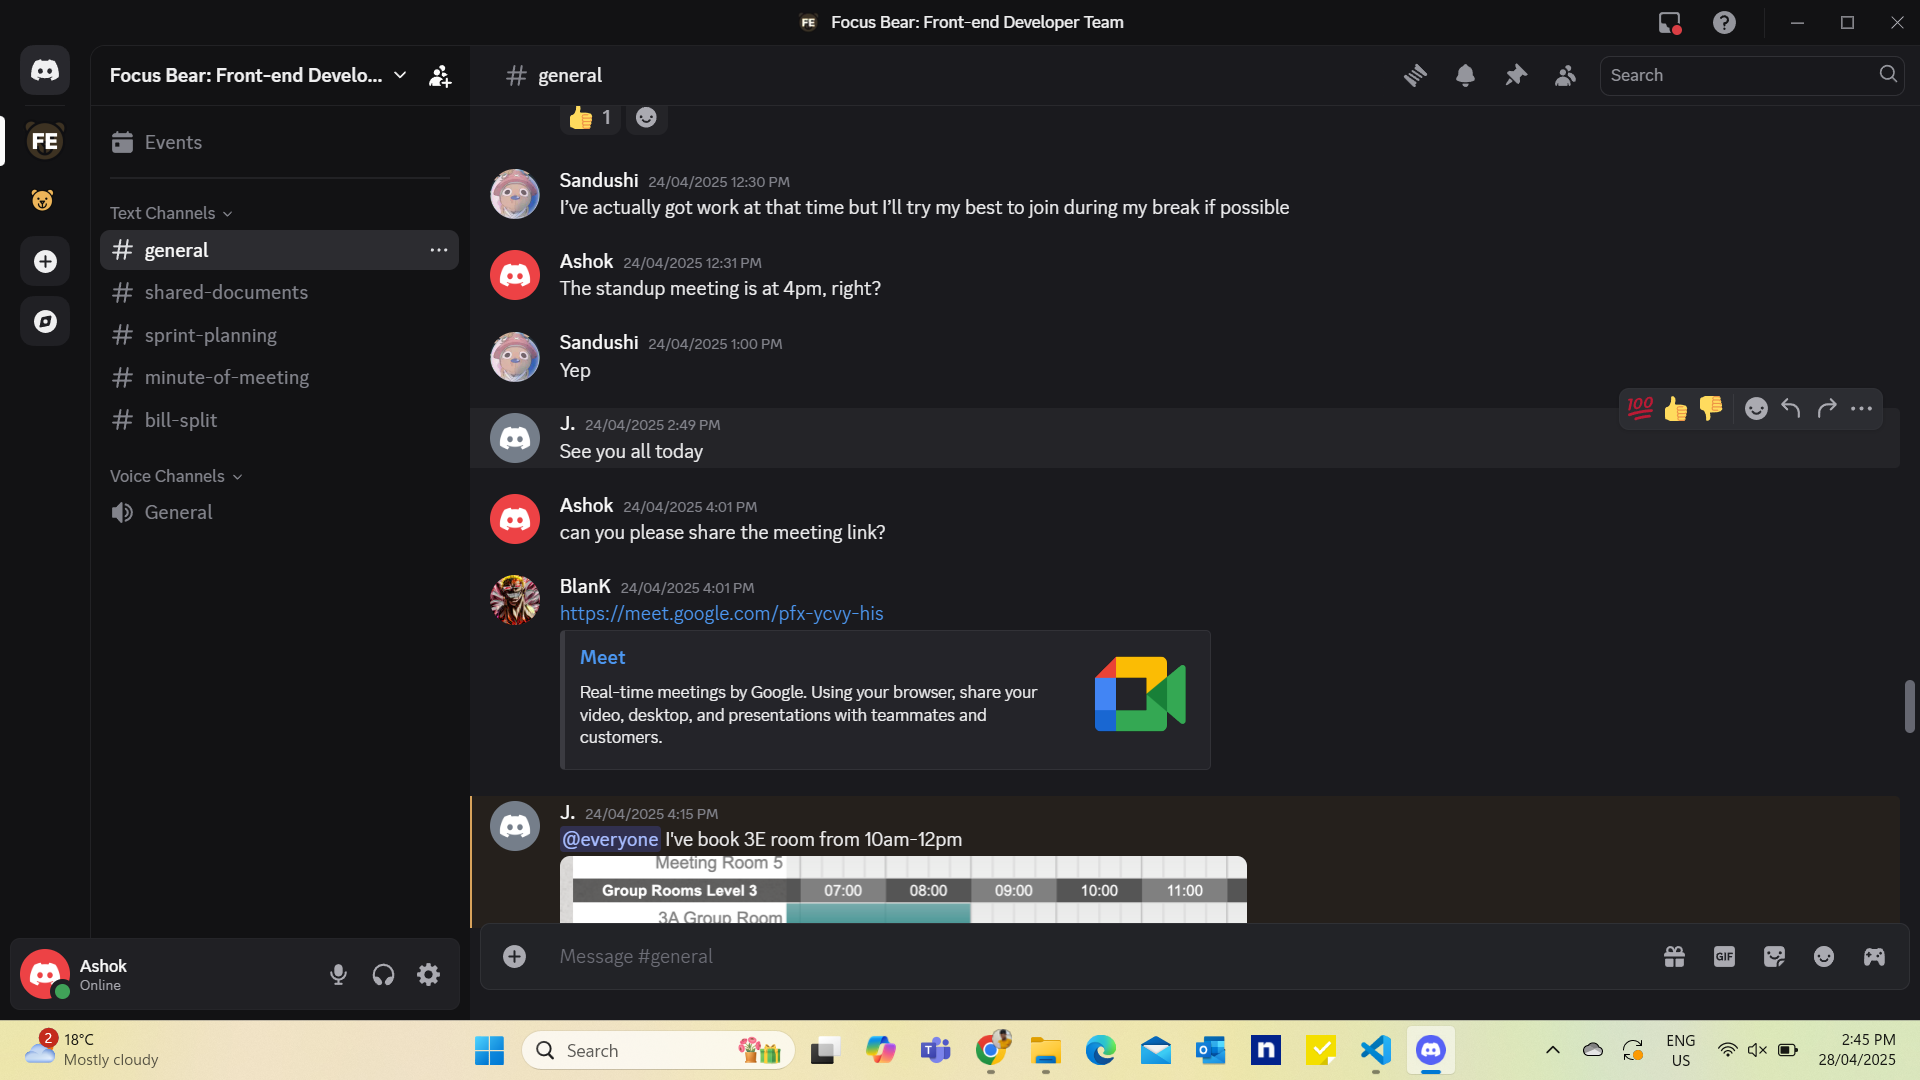 FE Focus Bear: Front-end Developer Team
Focus Bear: Front-end Develo...
# general
Search
FE
Events
Text Channels
# general
# shared-documents
# sprint-planning
# minute-of-meeting
# bill-split
Voice Channels
General
👍 1
Sandushi 24/04/2025 12:30 PM
I’ve actually got work at that time but I’ll try my best to join during my break if possible
Ashok 24/04/2025 12:31 PM
The standup meeting is at 4pm, right?
Sandushi 24/04/2025 1:00 PM
Yep
100
J. 24/04/2025 2:49 PM
See you all today
Ashok 24/04/2025 4:01 PM
can you please share the meeting link?
BlanK 24/04/2025 4:01 PM
https://meet.google.com/pfx-ycvy-his
Meet
Real-time meetings by Google. Using your browser, share your
video, desktop, and presentations with teammates and
customers.
J. 24/04/2025 4:15 PM
@everyone I've book 3E room from 10am-12pm
Meeting Room 5
Group Rooms Level 3 07:00 08:00 09:00 10:00 11:00
3A Group Room
Message #general
GIF
Ashok
Online
2
18°C
Mostly cloudy
Search
ENG
US
2:45 PM
28/04/2025